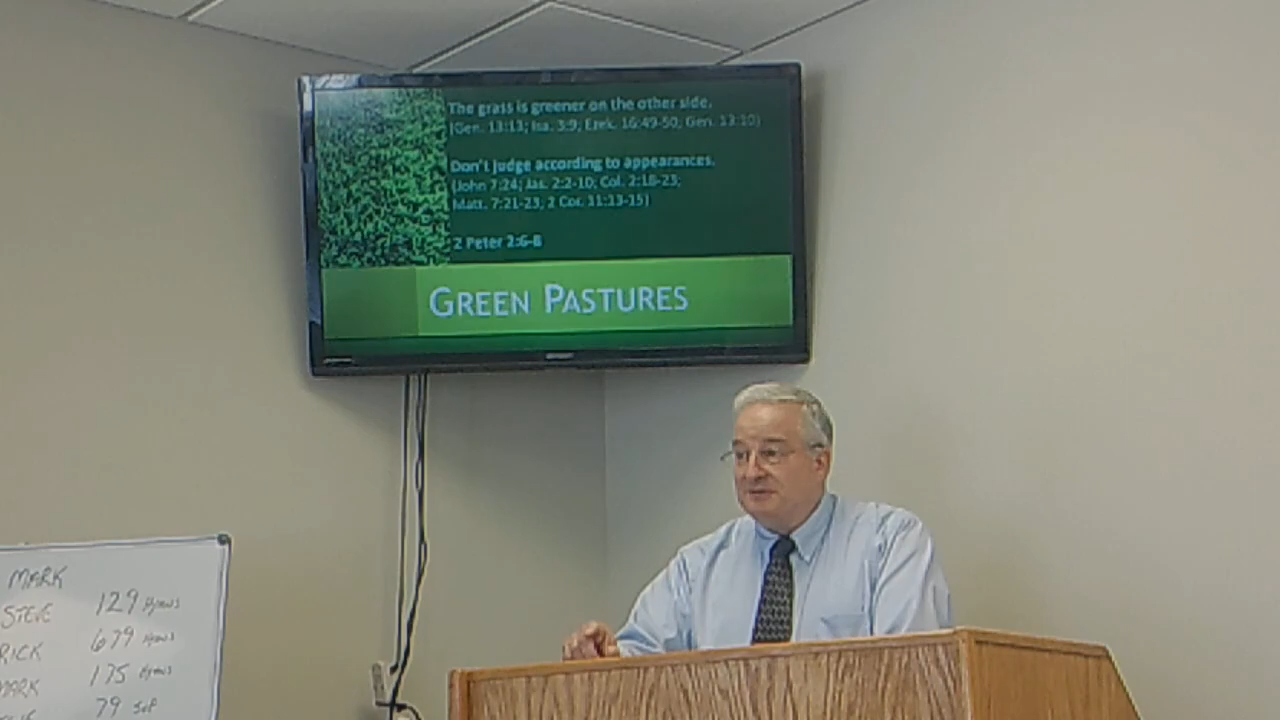 The grass is greener on the other side.
(Gen. 13:13; Isa. 3:9; Ezek. 16:49-50; Gen. 13:10)
Don't judge according to appearances.
(John 7:24; Jas. 2:2-10; Col. 2:18-23;
Matt. 7:21-23; 2 Cor. 11:13-15)
2 Peter 2:6-8
GREEN PASTURES
MARK
STEVE 129 Hymns
RICK 679 Hymns
MARK 175 Hymns
79